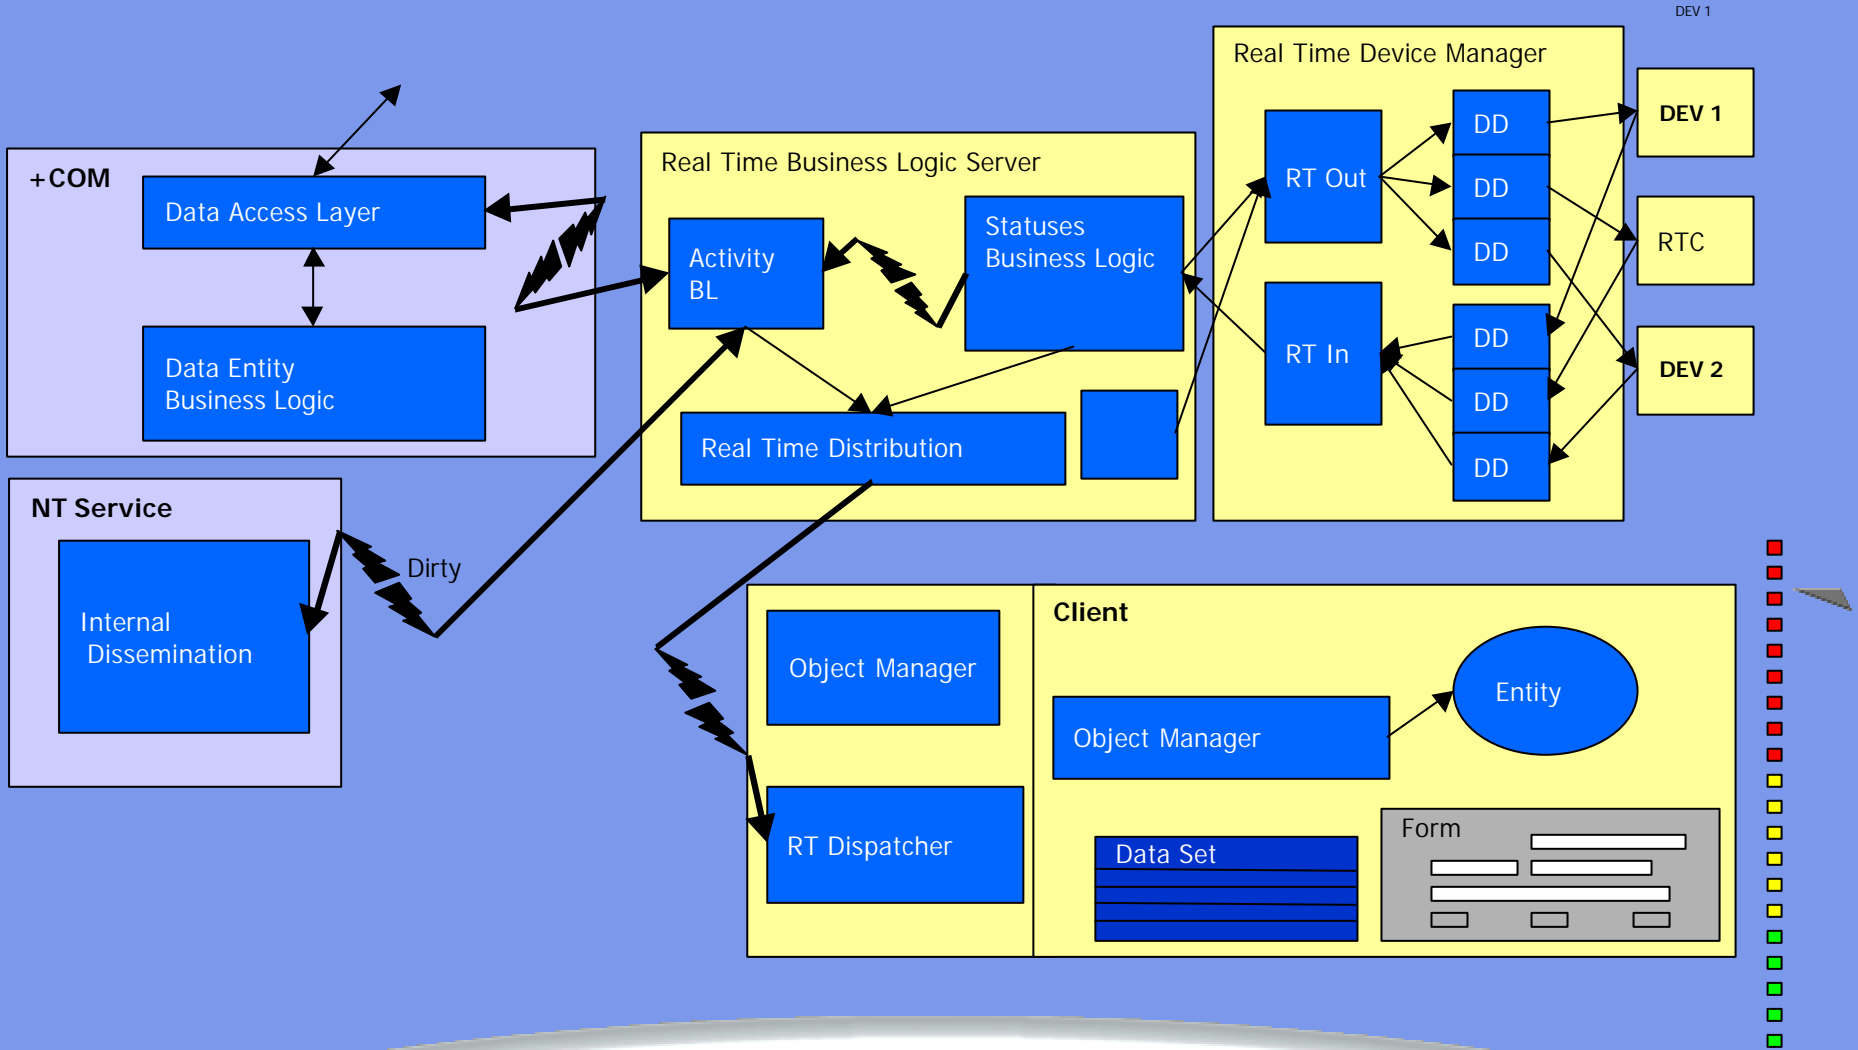 DEV 1
Real Time Device Manager
DD
DEV 1
+COM
Real Time Business Logic Server
RT Out
DD
Data Access Layer
Statuses
Business Logic
RTC
Activity
BL
DD
Data Entity
Business Logic
RT In
DD
DEV 2
DD
Real Time Distribution
DD
NT Service
Dirty
Internal
Dissemination
Client
Object Manager
Entity
Object Manager
RT Dispatcher
Data Set
Form